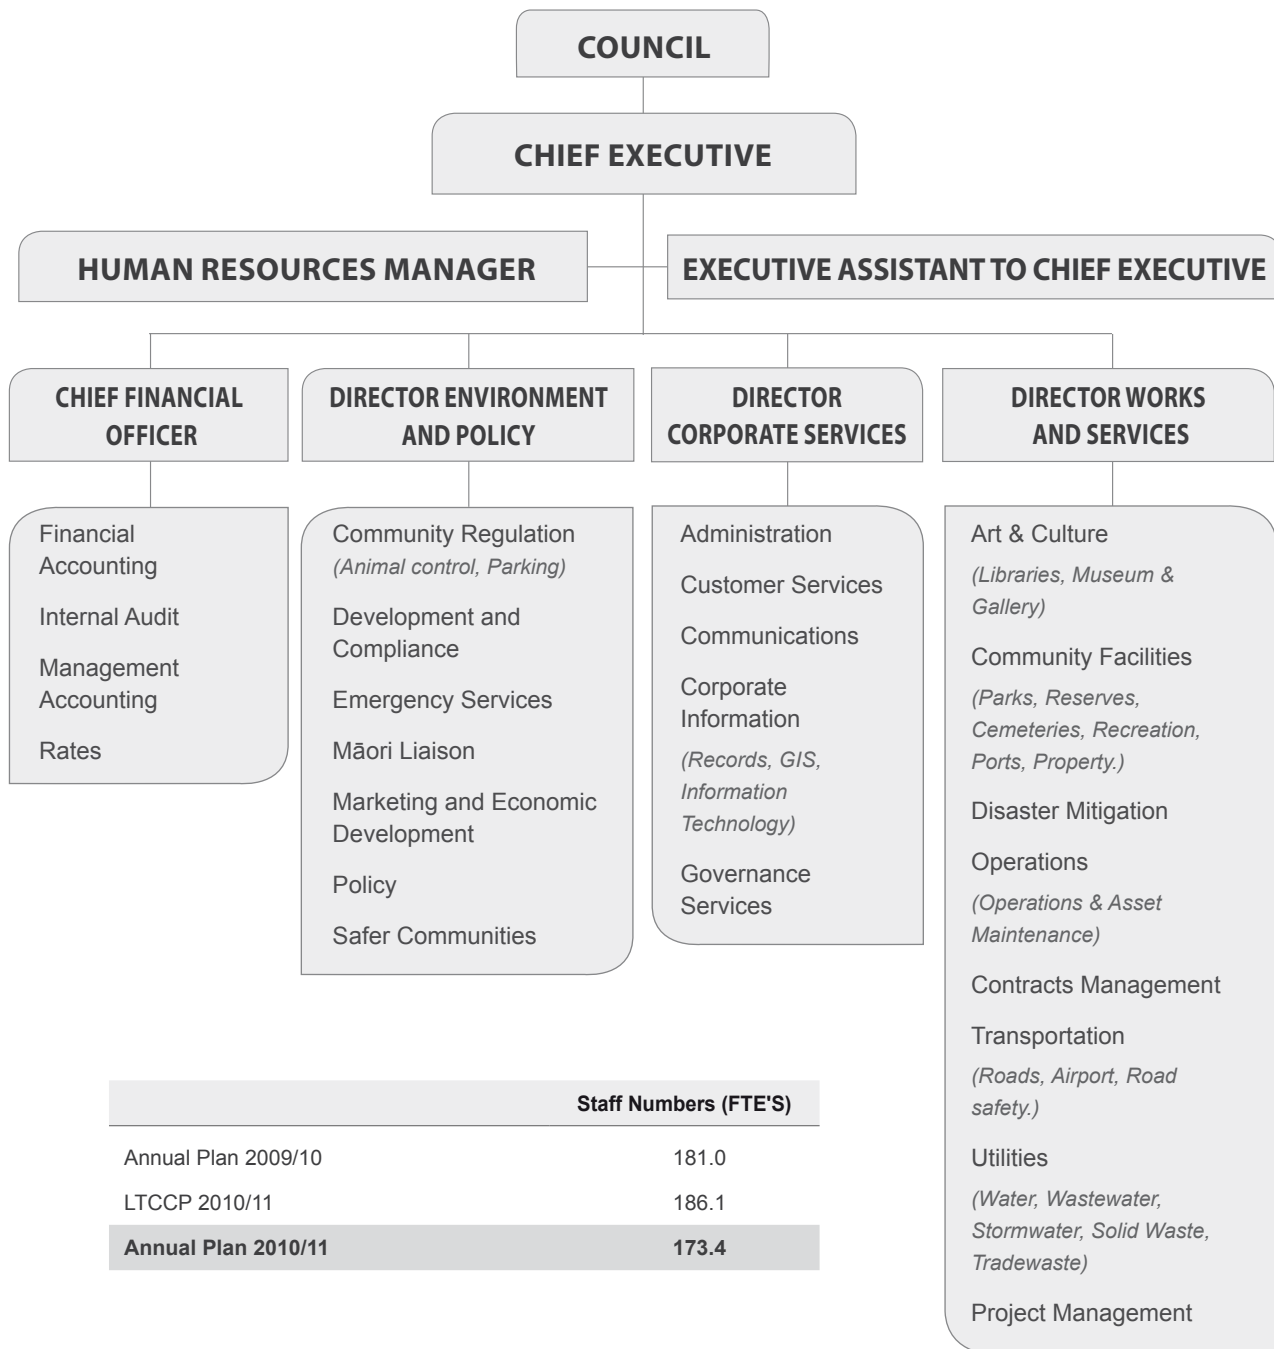 COUNCIL
CHIEF EXECUTIVE
HUMAN RESOURCES MANAGER
EXECUTIVE ASSISTANT TO CHIEF EXECUTIVE
CHIEF FINANCIAL
OFFICER
Financial
Accounting
Internal Audit
Management
Accounting
Rates
DIRECTOR ENVIRONMENT
AND POLICY
Community Regulation
(Animal control, Parking)
Development and
Compliance
Emergency Services
Māori Liaison
Marketing and Economic
Development
Policy
Safer Communities
DIRECTOR
CORPORATE SERVICES
Administration
Customer Services
Communications
Corporate
Information
(Records, GIS,
Information
Technology)
Governance
Services
DIRECTOR WORKS
AND SERVICES
Art & Culture
(Libraries, Museum &
Gallery)
Community Facilities
(Parks, Reserves,
Cemeteries, Recreation,
Ports, Property.)
Disaster Mitigation
Operations
(Operations & Asset
Maintenance)
Contracts Management
Transportation
(Roads, Airport, Road
safety.)
Utilities
(Water, Wastewater,
Stormwater, Solid Waste,
Tradewaste)
Project Management
Staff Numbers (FTE'S)
Annual Plan 2009/10 181.0
LTCCP 2010/11 186.1
Annual Plan 2010/11 173.4